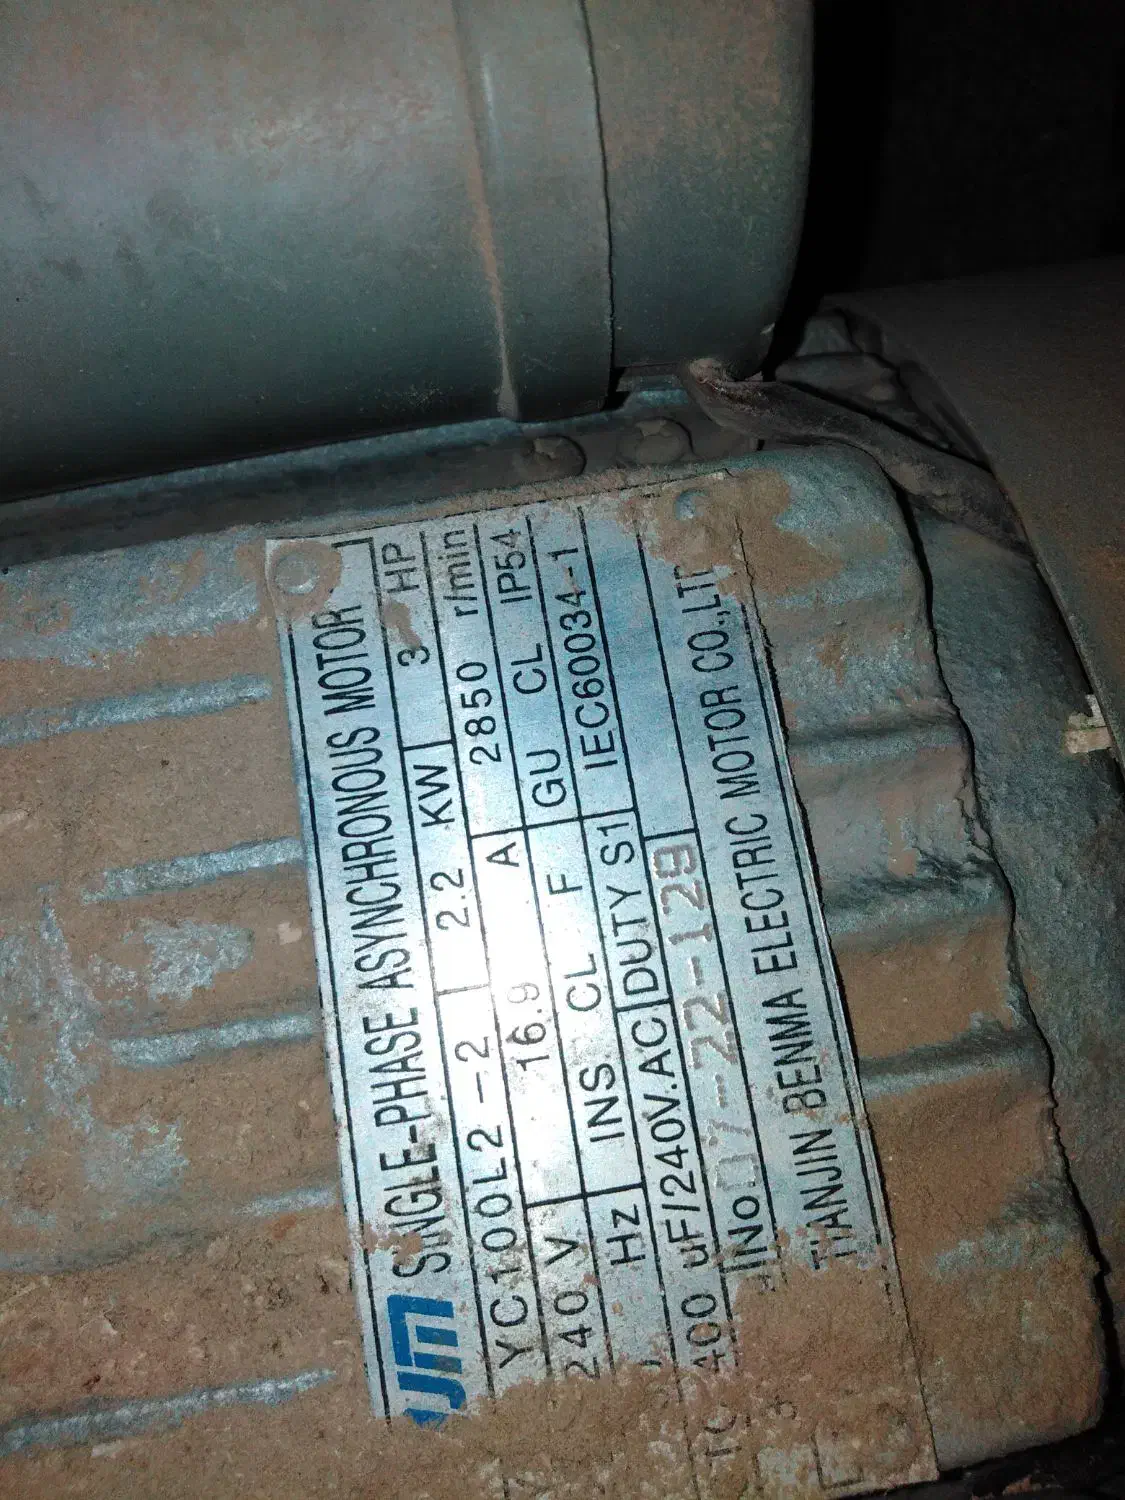 SINGLE-PHASE ASYNCHRONOUS MOTOR
YC100L2-2 2.2 KW 3 HP
240 V 16.9 A 2850 r/min
Hz INS. CL F GU CL IP54
400 uF/240V.AC DUTY S1 IEC60034-1
No 07-22-129
TIANJIN BENMA ELECTRIC MOTOR CO.,LTD